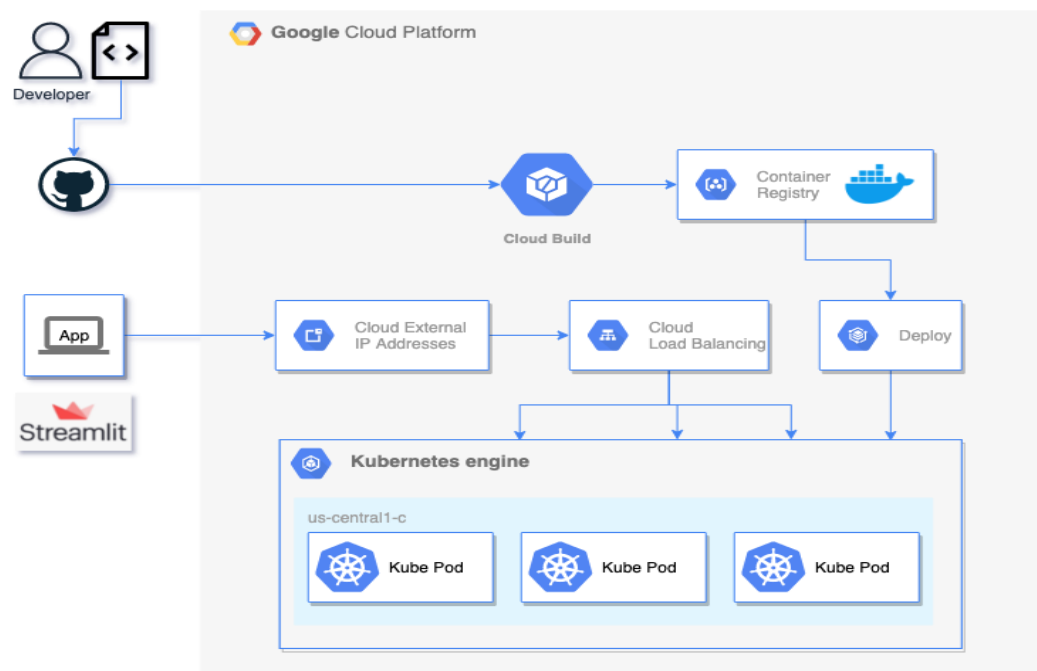 Google Cloud Platform
Developer
Cloud Build
Container
Registry
App
Cloud External
IP Addresses
Cloud
Load Balancing
Deploy
Streamlit
Kubernetes engine
us-central1-c
Kube Pod
Kube Pod
Kube Pod